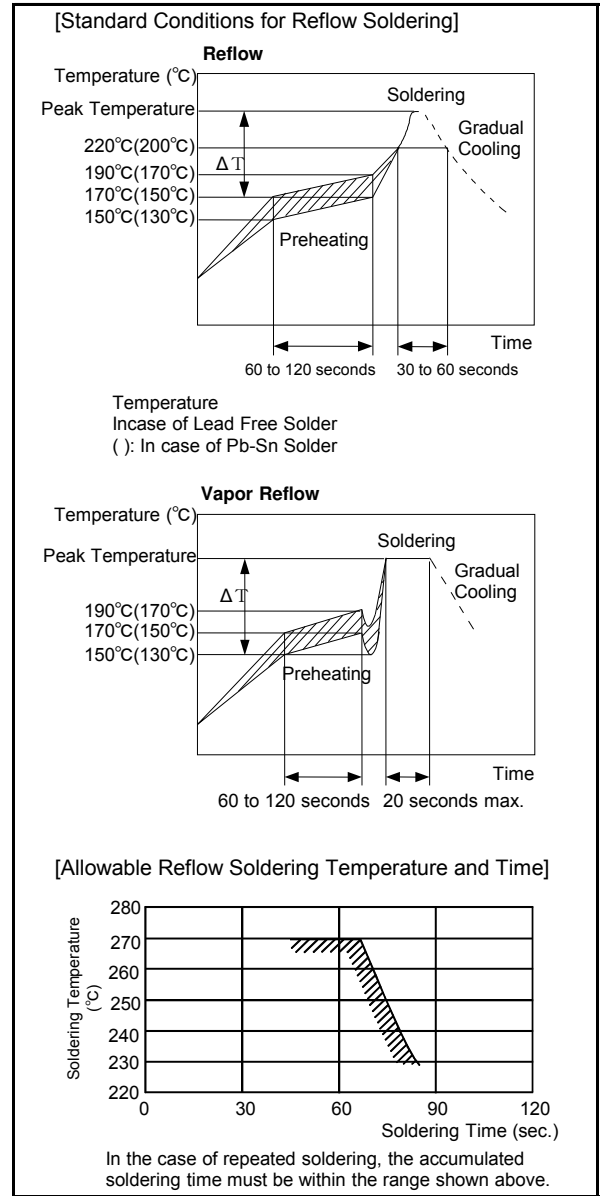 [Standard Conditions for Reflow Soldering]
Reflow
Temperature (°C)
Soldering
Peak Temperature
Gradual
Cooling
220°C(200°C)
ΔT
190°C(170°C)
170°C(150°C)
150°C(130°C)
Preheating
Time
60 to 120 seconds
30 to 60 seconds
Temperature
Incase of Lead Free Solder
( ): In case of Pb-Sn Solder
Vapor Reflow
Temperature (°C)
Soldering
Peak Temperature
Gradual
Cooling
ΔT
190°C(170°C)
170°C(150°C)
150°C(130°C)
Preheating
Time
60 to 120 seconds
20 seconds max.
[Allowable Reflow Soldering Temperature and Time]
Soldering Temperature
(°C)
280
270
260
250
240
230
220
0 30 60 90 120
Soldering Time (sec.)
In the case of repeated soldering, the accumulated
soldering time must be within the range shown above.